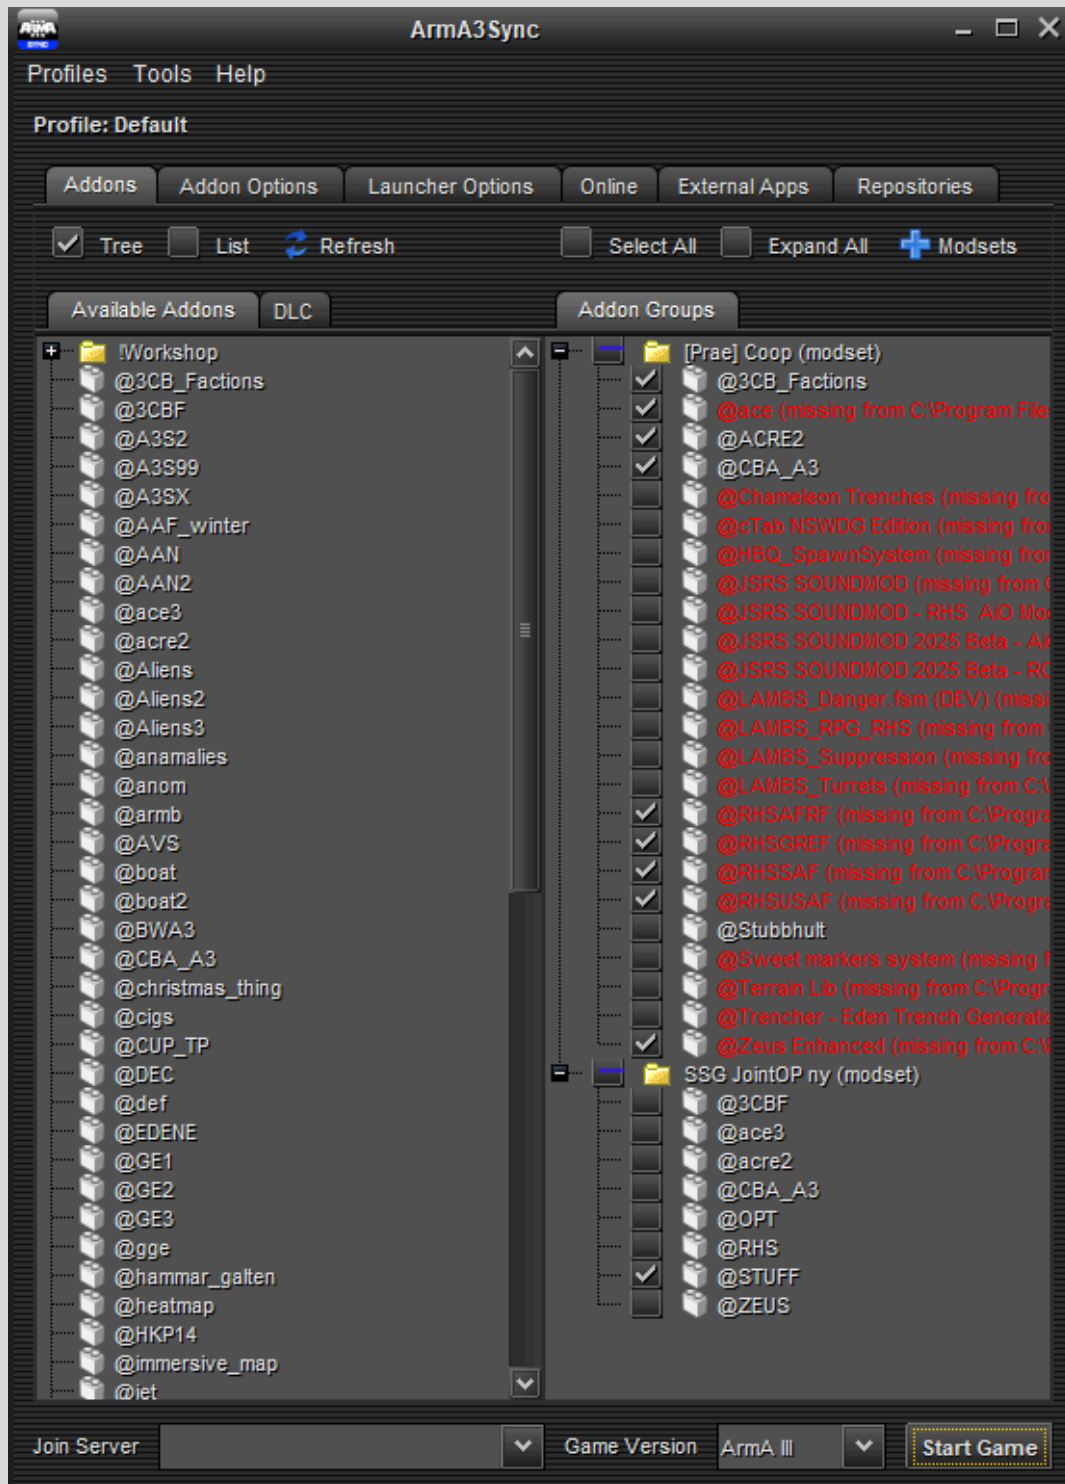 ARMA
SYNC
ArmA3Sync
Profiles Tools Help
Profile: Default
Addons Addon Options Launcher Options Online External Apps Repositories
Tree List Refresh Select All Expand All Modsets
Available Addons DLC
!Workshop
@3CB_Factions
@3CBF
@A3S2
@A3S99
@A3SX
@AAF_winter
@AAN
@AAN2
@ace3
@acre2
@Aliens
@Aliens2
@Aliens3
@anamalies
@anom
@armb
@AVS
@boat
@boat2
@BWA3
@CBA_A3
@christmas_thing
@cigs
@CUP_TP
@DEC
@def
@EDENE
@GE1
@GE2
@GE3
@gge
@hammar_galten
@heatmap
@HKP14
@immersive_map
@jet
Addon Groups
[Prae] Coop (modset)
@3CB_Factions
@ace (missing from C:\Program File
@ACRE2
@CBA_A3
@Chameleon Trenches (missing fro
@cTab NSWDG Edition (missing fro
@HBQ_SpawnSystem (missing from
@JSRS SOUNDMOD (missing from C
@JSRS SOUNDMOD - RHS AiO Mo
@JSRS SOUNDMOD 2025 Beta - Ai
@JSRS SOUNDMOD 2025 Beta - RC
@LAMBS_Danger.fsm (DEV) (missi
@LAMBS_RPG_RHS (missing from
@LAMBS_Suppression (missing fro
@LAMBS_Turrets (missing from C:\
@RHSAFRF (missing from C:\Progra
@RHSGREF (missing from C:\Progra
@RHSSAF (missing from C:\Program
@RHSUSAF (missing from C:\Progra
@Stubbhult
@Sweet markers system (missing f
@Terrain Lib (missing from C:\Progr
@Trencher - Eden Trench Generatio
@Zeus Enhanced (missing from C:\
SSG JointOP ny (modset)
@3CBF
@ace3
@acre2
@CBA_A3
@OPT
@RHS
@STUFF
@ZEUS
Join Server Game Version ArmA III Start Game